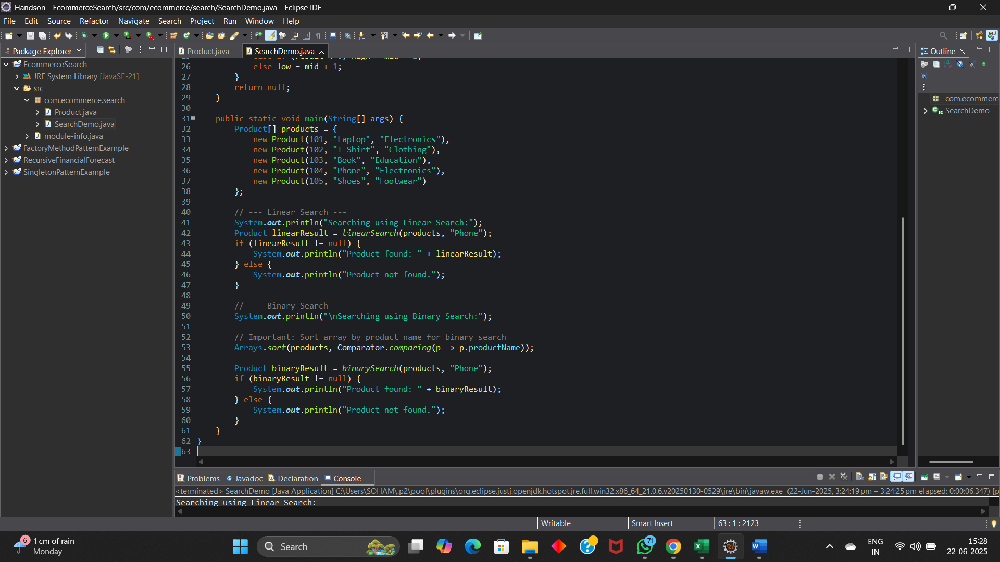 Handson - EcommerceSearch/src/com/ecommerce/search/SearchDemo.java - Eclipse IDE
File Edit Source Refactor Navigate Search Project Run Window Help
Package Explorer
EcommerceSearch
JRE System Library [JavaSE-21]
src
com.ecommerce.search
Product.java
SearchDemo.java
module-info.java
FactoryMethodPatternExample
RecursiveFinancialForecast
SingletonPatternExample
Product.java SearchDemo.java
26 else low = mid + 1;
27 }
28 return null;
29 }
30
31 public static void main(String[] args) {
32 Product[] products = {
33 new Product(101, "Laptop", "Electronics"),
34 new Product(102, "T-Shirt", "Clothing"),
35 new Product(103, "Book", "Education"),
36 new Product(104, "Phone", "Electronics"),
37 new Product(105, "Shoes", "Footwear")
38 };
39
40 // --- Linear Search ---
41 System.out.println("Searching using Linear Search:");
42 Product linearResult = linearSearch(products, "Phone");
43 if (linearResult != null) {
44 System.out.println("Product found: " + linearResult);
45 } else {
46 System.out.println("Product not found.");
47 }
48
49 // --- Binary Search ---
50 System.out.println("\nSearching using Binary Search:");
51
52 // Important: Sort array by product name for binary search
53 Arrays.sort(products, Comparator.comparing(p -> p.productName));
54
55 Product binaryResult = binarySearch(products, "Phone");
56 if (binaryResult != null) {
57 System.out.println("Product found: " + binaryResult);
58 } else {
59 System.out.println("Product not found.");
60 }
61 }
62 }
63
Outline
com.ecommerc
SearchDemo
Problems Javadoc Declaration Console
<terminated> SearchDemo [Java Application] C:\Users\SOHAM\.p2\pool\plugins\org.eclipse.justj.openjdk.hotspot.jre.full.win32.x86_64_21.0.6.v20250130-0529\jre\bin\javaw.exe (22-Jun-2025, 3:24:19 pm – 3:24:25 pm elapsed: 0:00:06.347) [p
Searching using Linear Search:
Writable Smart Insert 63 : 1 : 2123
6
1 cm of rain
Monday
Search
71
ENG
IN
15:28
22-06-2025